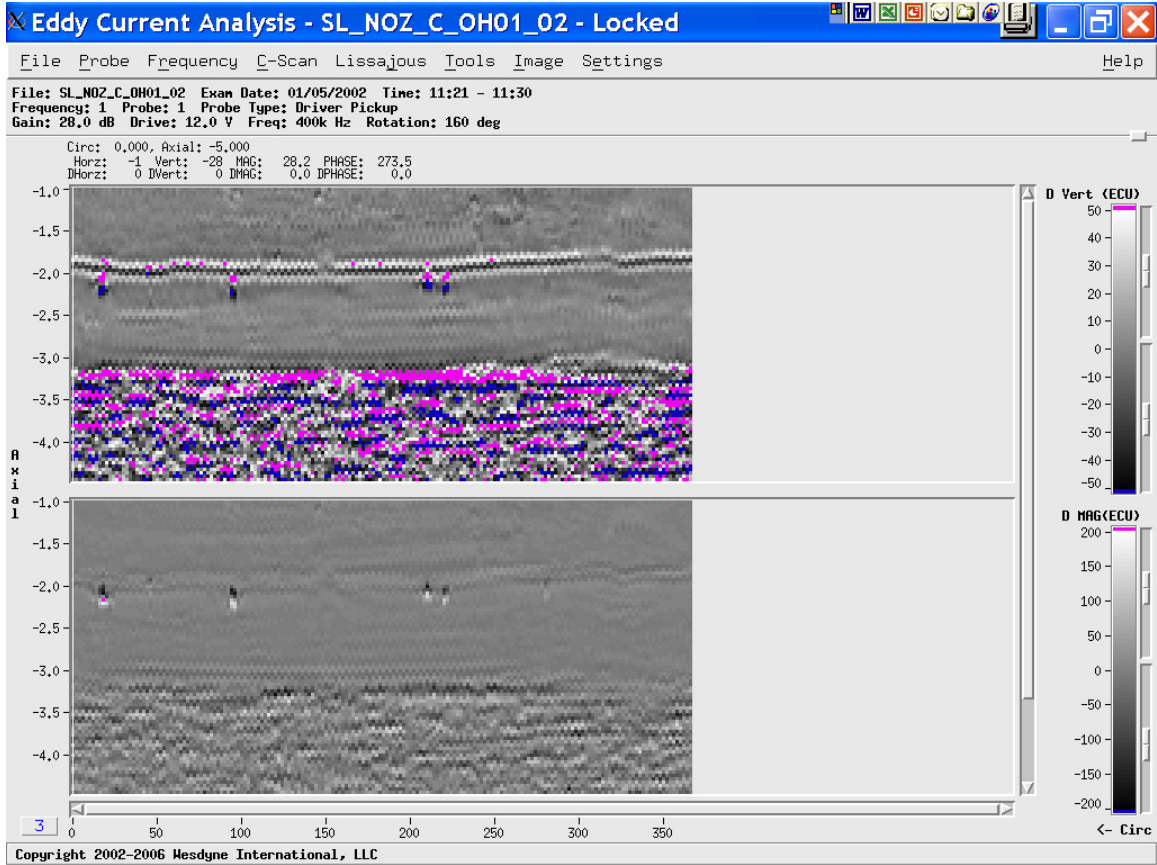 Eddy Current Analysis - SL_NOZ_C_OH01_02 - Locked
File Probe Frequency C-Scan Lissajous Tools Image Settings Help
File: SL_NOZ_C_OH01_02 Exam Date: 01/05/2002 Time: 11:21 - 11:30
Frequency: 1 Probe: 1 Probe Type: Driver Pickup
Gain: 28.0 dB Drive: 12.0 V Freq: 400k Hz Rotation: 160 deg
Circ: 0.000, Axial: -5.000
Horz: -1 Vert: -28 MAG: 28.2 PHASE: 273.5
DHorz: 0 DVert: 0 DMAG: 0.0 DPHASE: 0.0
Axial
-1.0
-1.5
-2.0
-2.5
-3.0
-3.5
-4.0
D Vert (ECU)
50
40
30
20
10
0
-10
-20
-30
-40
-50
-1.0
-1.5
-2.0
-2.5
-3.0
-3.5
-4.0
D MAG(ECU)
200
150
100
50
0
-50
-100
-150
-200
3
0 50 100 150 200 250 300 350
<- Circ
Copyright 2002-2006 Wesdyne International, LLC